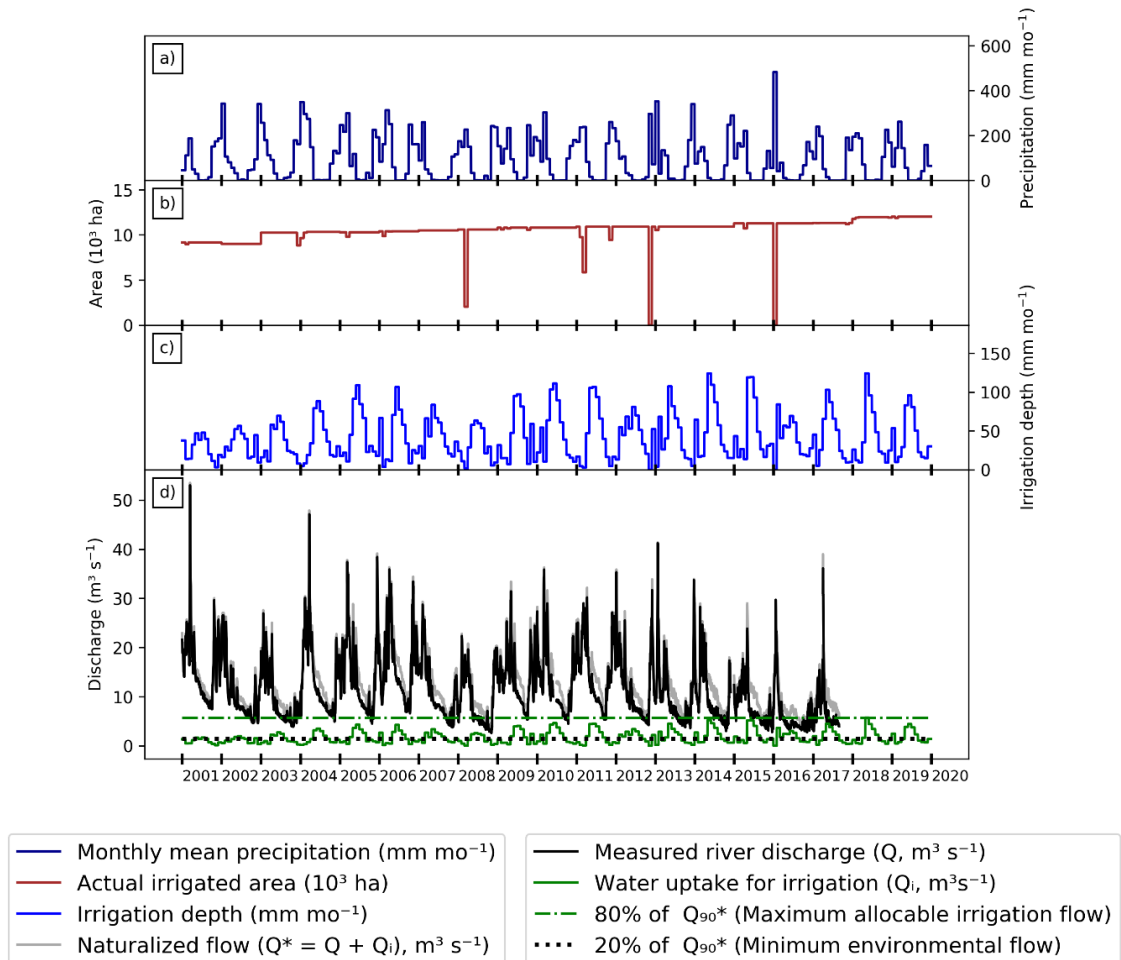 a)
600
400
200
0
Precipitation (mm mo⁻¹)
b)
15
10
5
0
Area (10³ ha)
c)
150
100
50
0
Irrigation depth (mm mo⁻¹)
d)
50
40
30
20
10
0
Discharge (m³ s⁻¹)
2001 2002 2003 2004 2005 2006 2007 2008 2009 2010 2011 2012 2013 2014 2015 2016 2017 2018 2019 2020
Monthly mean precipitation (mm mo⁻¹)
Actual irrigated area (10³ ha)
Irrigation depth (mm mo⁻¹)
Naturalized flow (Q* = Q + Qᵢ), m³ s⁻¹)
Measured river discharge (Q, m³ s⁻¹)
Water uptake for irrigation (Qᵢ, m³s⁻¹)
80% of Q₉₀* (Maximum allocable irrigation flow)
20% of Q₉₀* (Minimum environmental flow)